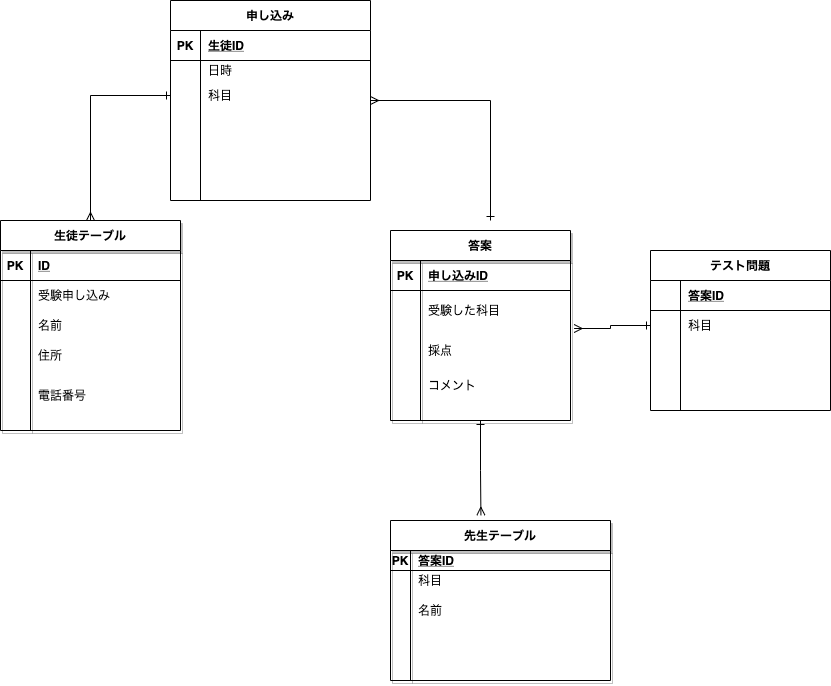 申し込み
PK 生徒ID
日時
科目
生徒テーブル
PK ID
受験申し込み
名前
住所
電話番号
答案
PK 申し込みID
受験した科目
採点
コメント
テスト問題
答案ID
科目
先生テーブル
PK 答案ID
科目
名前